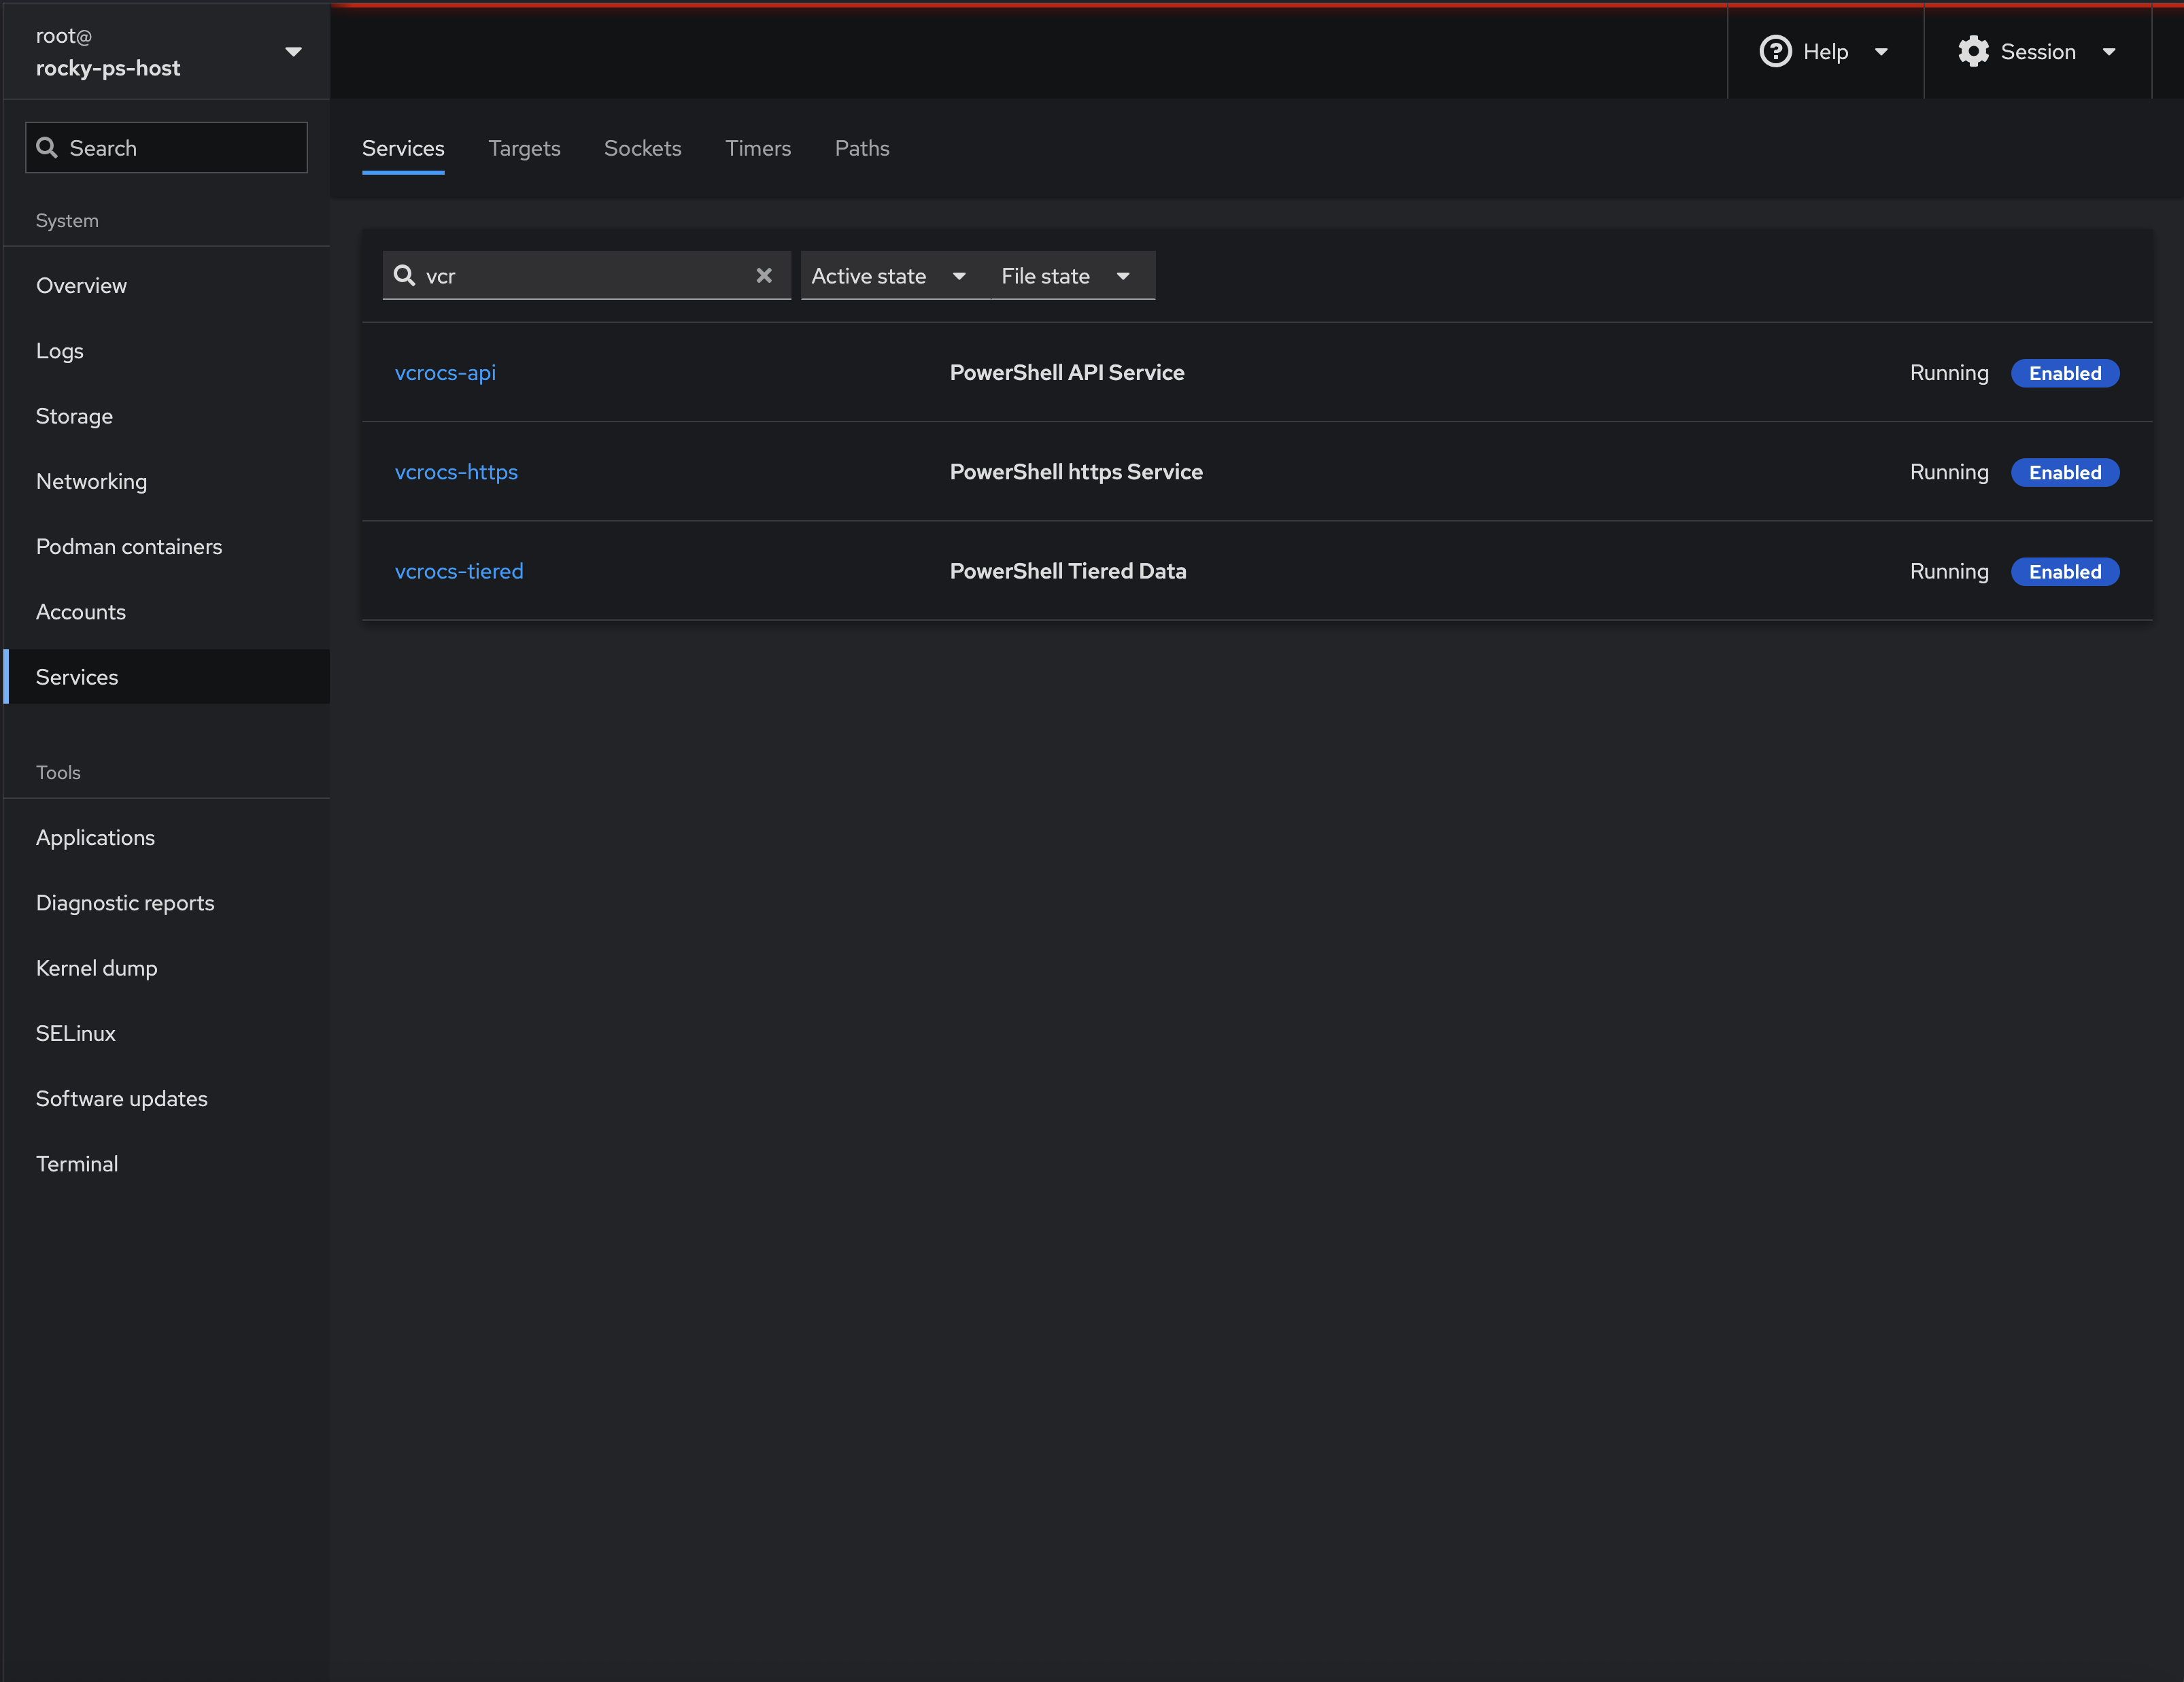 root@
rocky-ps-host
Help
Session
Search
System
Overview
Logs
Storage
Networking
Podman containers
Accounts
Services
Tools
Applications
Diagnostic reports
Kernel dump
SELinux
Software updates
Terminal
Services Targets Sockets Timers Paths
vcr Active state File state
vcrocs-api PowerShell API Service Running Enabled
vcrocs-https PowerShell https Service Running Enabled
vcrocs-tiered PowerShell Tiered Data Running Enabled